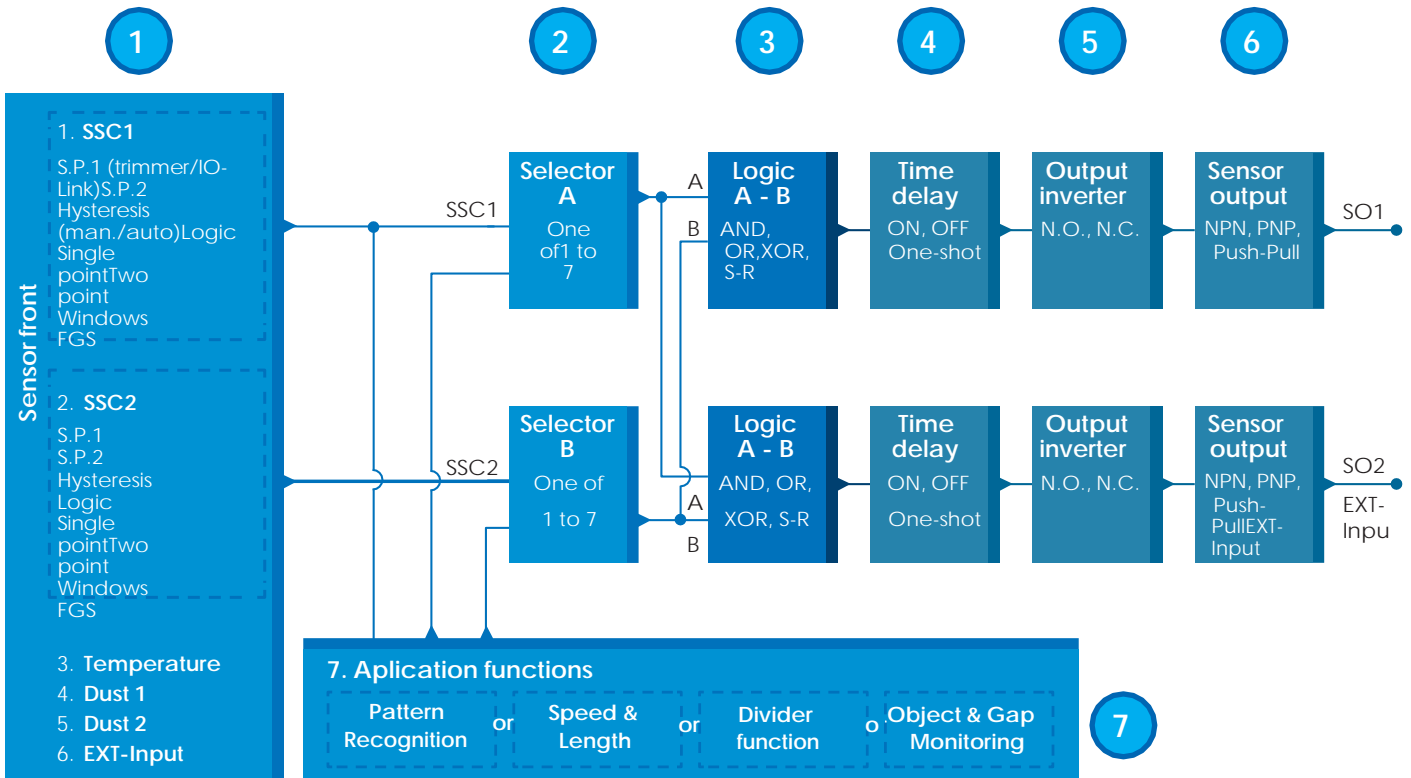 1
2
3
4
5
6
Sensor front
1. SSC1
S.P.1 (trimmer/IO-
Link)S.P.2
Hysteresis
(man./auto)Logic
Single
pointTwo
point
Windows
FGS
2. SSC2
S.P.1
S.P.2
Hysteresis
Logic
Single
pointTwo
point
Windows
FGS
3. Temperature
4. Dust 1
5. Dust 2
6. EXT-Input
SSC1
Selector
A
One
of1 to
7
A
B
Logic
A - B
AND,
OR,XOR,
S-R
Time
delay
ON, OFF
One-shot
Output
inverter
N.O., N.C.
Sensor
output
NPN, PNP,
Push-Pull
SO1
SSC2
Selector
B
One of
1 to 7
A
B
Logic
A - B
AND, OR,
XOR, S-R
Time
delay
ON, OFF
One-shot
Output
inverter
N.O., N.C.
Sensor
output
NPN, PNP,
Push-
PullEXT-
Input
SO2
EXT-
Inpu
7. Aplication functions
Pattern
Recognition
or
Speed &
Length
or
Divider
function
o
Object & Gap
Monitoring
7